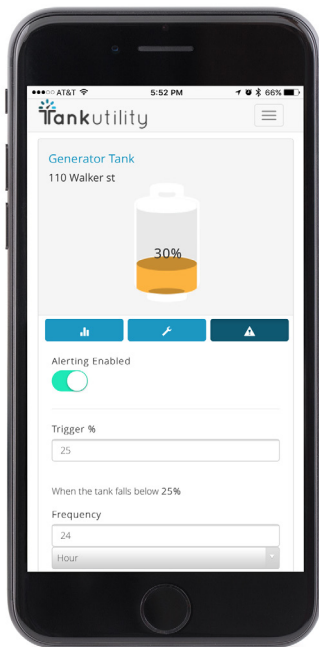 AT&T 5:52 PM 66%
Tankutility
Generator Tank
110 Walker st
30%
Alerting Enabled
Trigger %
25
When the tank falls below 25%
Frequency
24
Hour